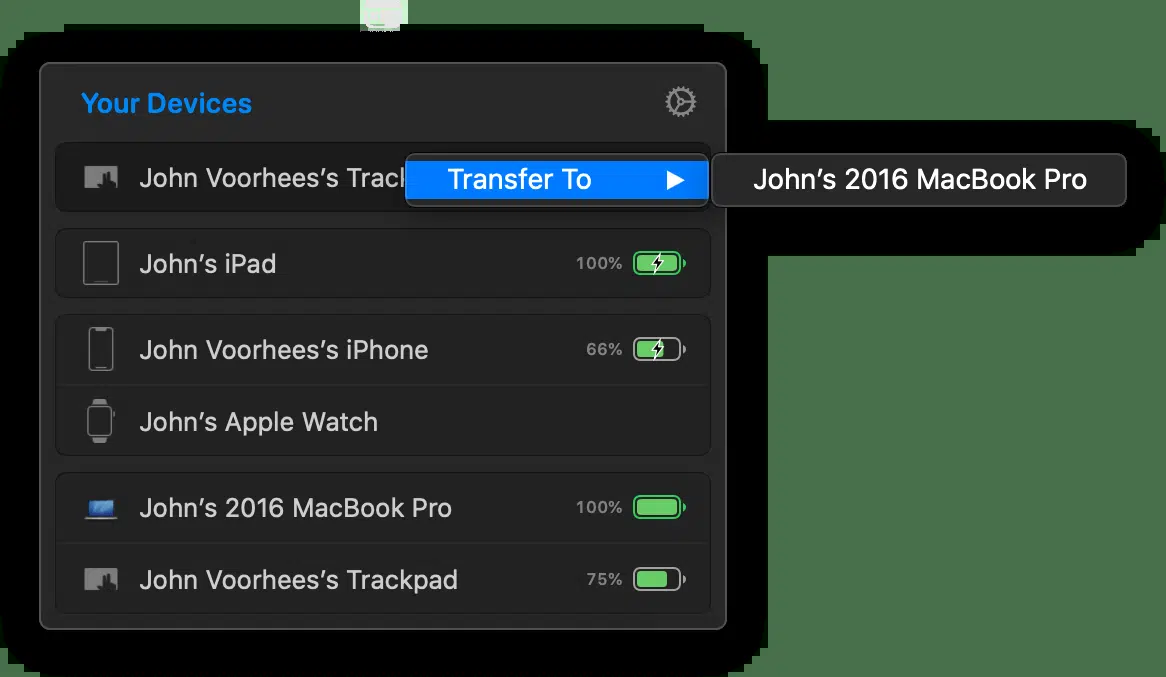 Your Devices
John Voorhees’s Track
Transfer To
John’s 2016 MacBook Pro
John’s iPad 100%
John Voorhees’s iPhone 66%
John’s Apple Watch
John’s 2016 MacBook Pro 100%
John Voorhees’s Trackpad 75%